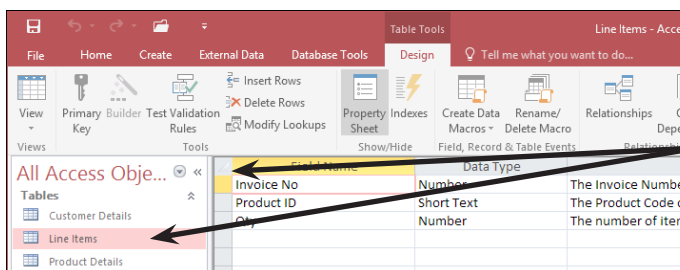 Table Tools
Line Items - Acce
File Home Create External Data Database Tools Design Tell me what you want to do...
View
Primary Key
Builder
Test Validation Rules
Insert Rows
Delete Rows
Modify Lookups
Property Sheet
Indexes
Create Data Macros
Rename/ Delete Macro
Relationships
Views Tools Show/Hide Field, Record & Table Events Relationshi
All Access Obje...
Tables
Customer Details
Line Items
Product Details
Field Name Data Type
Invoice No Number The Invoice Numbe
Product ID Short Text The Product Code o
Qty Number The number of iter